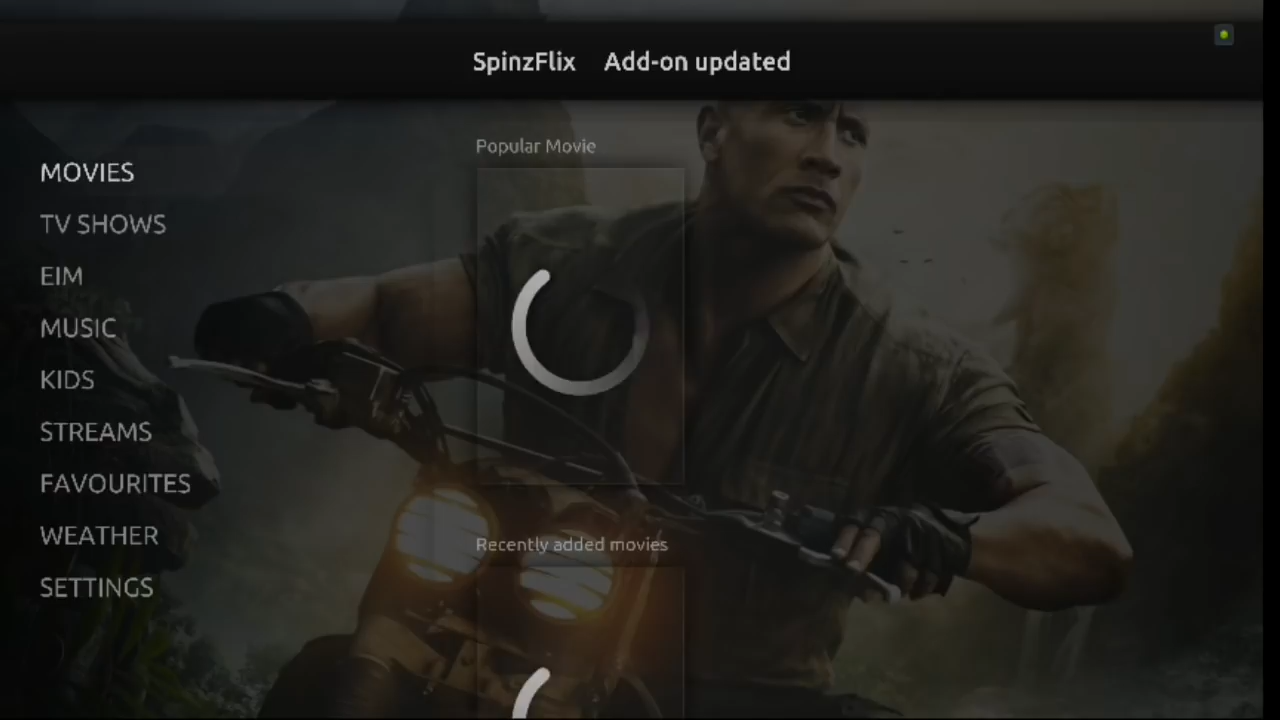 SpinzFlix Add-on updated
Popular Movie
MOVIES
TV SHOWS
EIM
MUSIC
KIDS
STREAMS
FAVOURITES
WEATHER
SETTINGS
Recently added movies